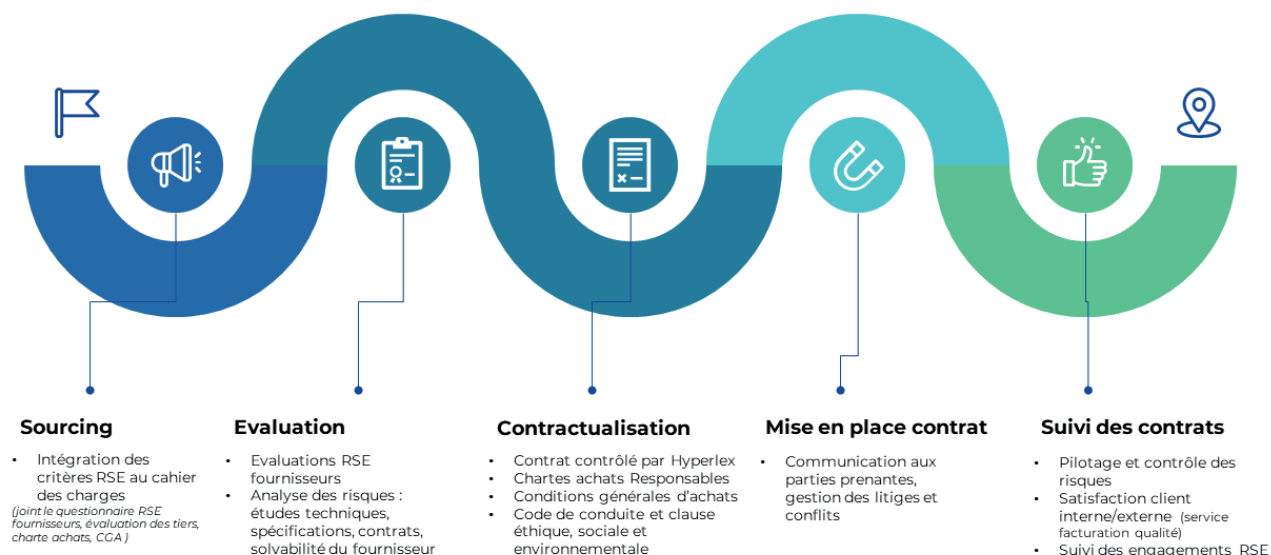 Sourcing
• Intégration des
critères RSE au cahier
des charges
(joint le questionnaire RSE
fournisseurs, évaluation des tiers,
charte achats, CGA )
Evaluation
• Evaluations RSE
fournisseurs
• Analyse des risques :
études techniques,
spécifications, contrats,
solvabilité du fournisseur
Contractualisation
• Contrat contrôlé par Hyperlex
• Chartes achats Responsables
• Conditions générales d’achats
• Code de conduite et clause
éthique, sociale et
environnementale
Mise en place contrat
• Communication aux
parties prenantes,
gestion des litiges et
conflits
Suivi des contrats
• Pilotage et contrôle des
risques
• Satisfaction client
interne/externe (service
facturation qualité)
• Suivi des engagements RSE